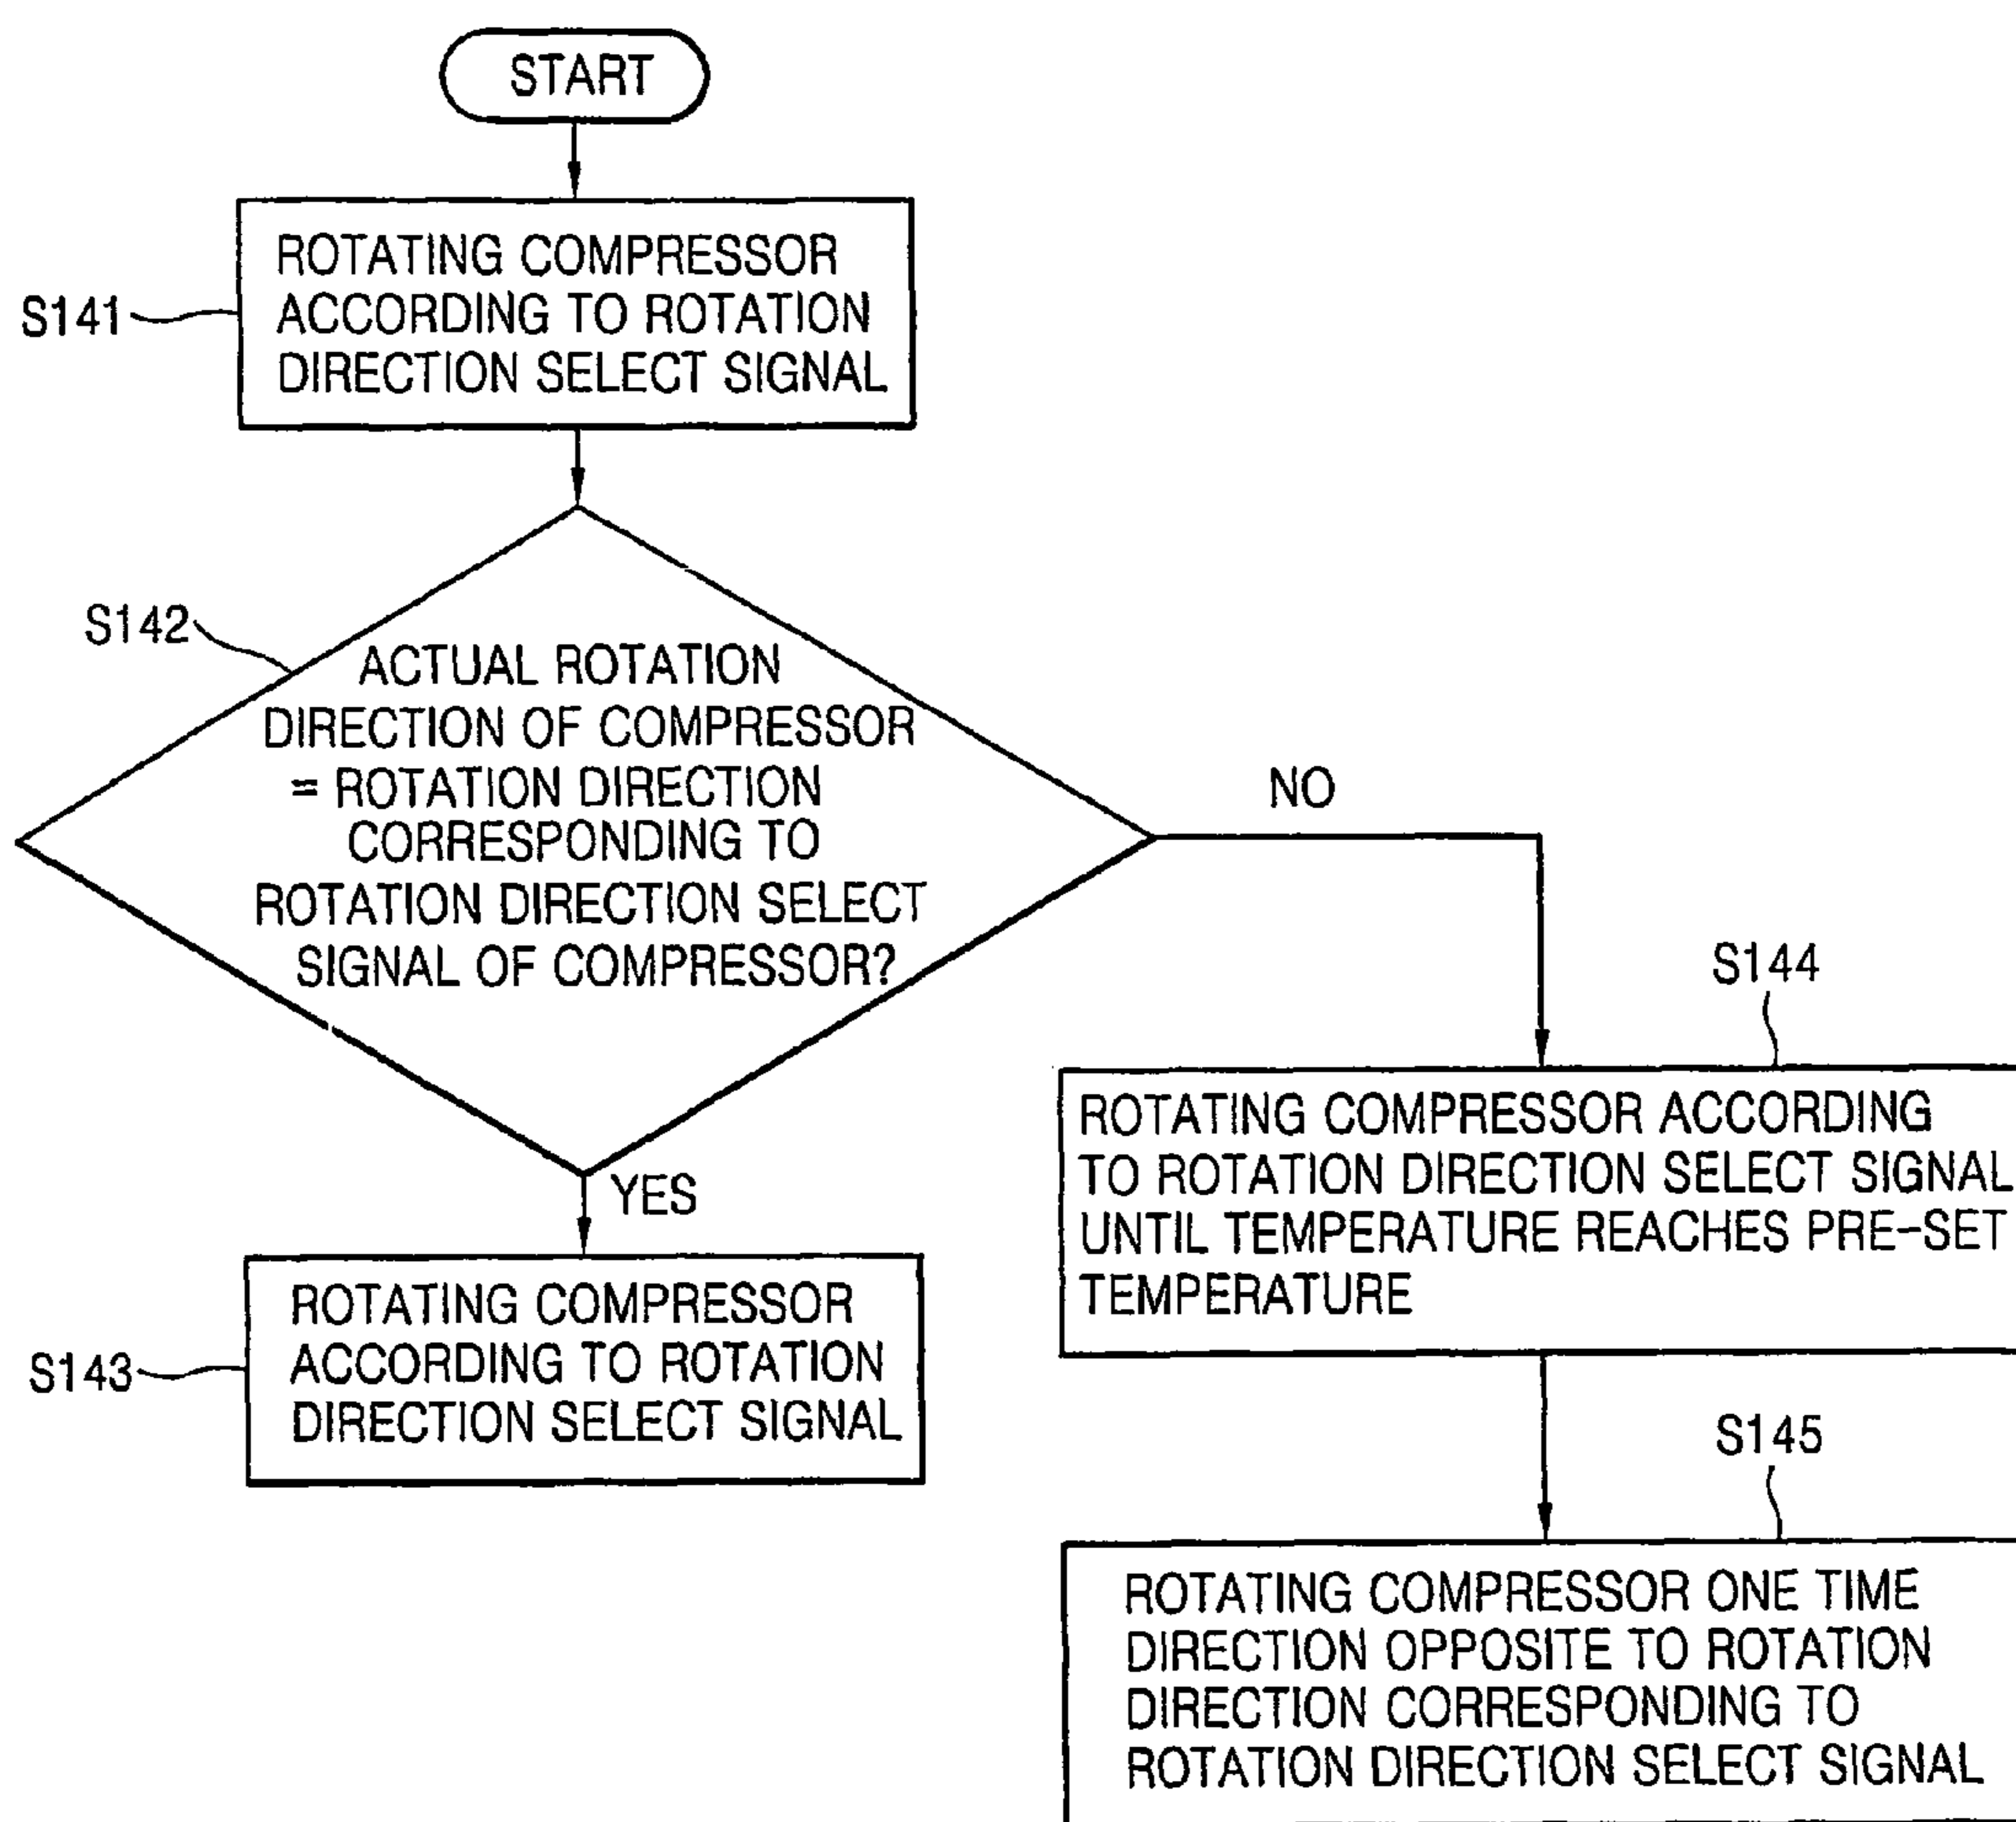 START
S141
ROTATING COMPRESSOR
ACCORDING TO ROTATION
DIRECTION SELECT SIGNAL
S142
ACTUAL ROTATION
DIRECTION OF COMPRESSOR
= ROTATION DIRECTION
CORRESPONDING TO
ROTATION DIRECTION SELECT
SIGNAL OF COMPRESSOR?
NO
YES
S143
ROTATING COMPRESSOR
ACCORDING TO ROTATION
DIRECTION SELECT SIGNAL
S144
ROTATING COMPRESSOR ACCORDING
TO ROTATION DIRECTION SELECT SIGNAL
UNTIL TEMPERATURE REACHES PRE-SET
TEMPERATURE
S145
ROTATING COMPRESSOR ONE TIME
DIRECTION OPPOSITE TO ROTATION
DIRECTION CORRESPONDING TO
ROTATION DIRECTION SELECT SIGNAL